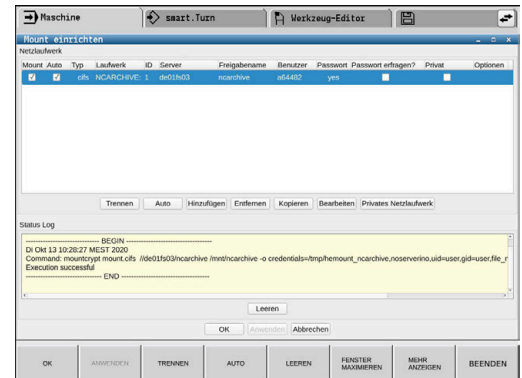 Maschine smart.Turn Werkzeug-Editor
Mount einrichten
Netzlaufwerk
Mount Auto Typ Laufwerk ID Server Freigabename Benutzer Passwort Passwort erfragen? Privat Optionen
cifs NCARCHIVE: 1 de01fs03 ncarchive a64482 yes
Trennen Auto Hinzufügen Entfernen Kopieren Bearbeiten Privates Netzlaufwerk
Status Log
------------------------------ BEGIN -----------------------------------
Di Okt 13 10:28:27 MEST 2020
Command: mountcrypt mount.cifs //de01fs03/ncarchive /mnt/ncarchive -o credentials=/tmp/hemount_ncarchive,noserverino,uid=user,gid=user,file_r
Execution successful
------------------------------- END ------------------------------------
Leeren
OK Anwenden Abbrechen
OK ANWENDEN TRENNEN AUTO LEEREN FENSTER MAXIMIEREN MEHR ANZEIGEN BEENDEN